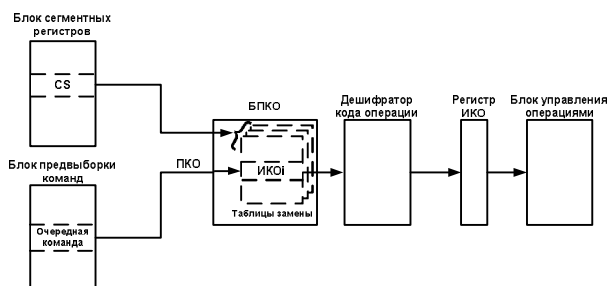 Блок сегментных
регистров
CS
Блок предвыборки
команд
Очередная
команда
ПКО
БПКО
ИКОi
Таблицы замены
Дешифратор
кода операции
Регистр
ИКО
Блок управления
операциями